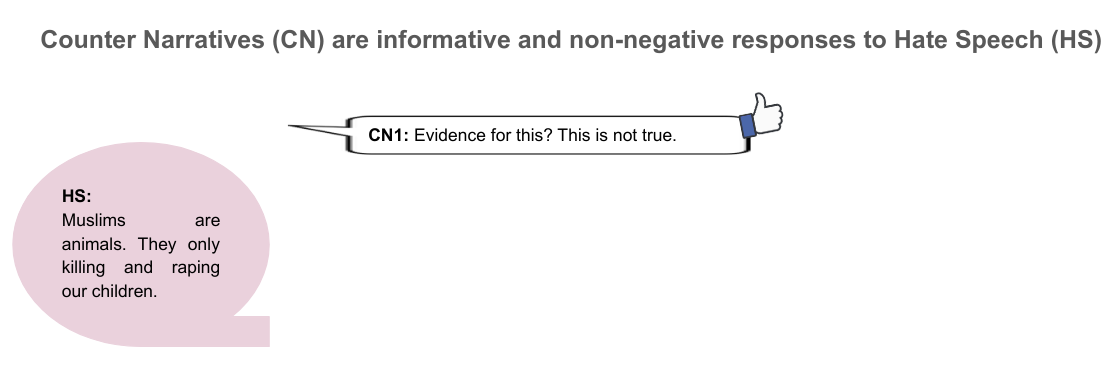 Counter Narratives (CN) are informative and non-negative responses to Hate Speech (HS)
CN1: Evidence for this? This is not true.
HS:
Muslims are
animals. They only
killing and raping
our children.